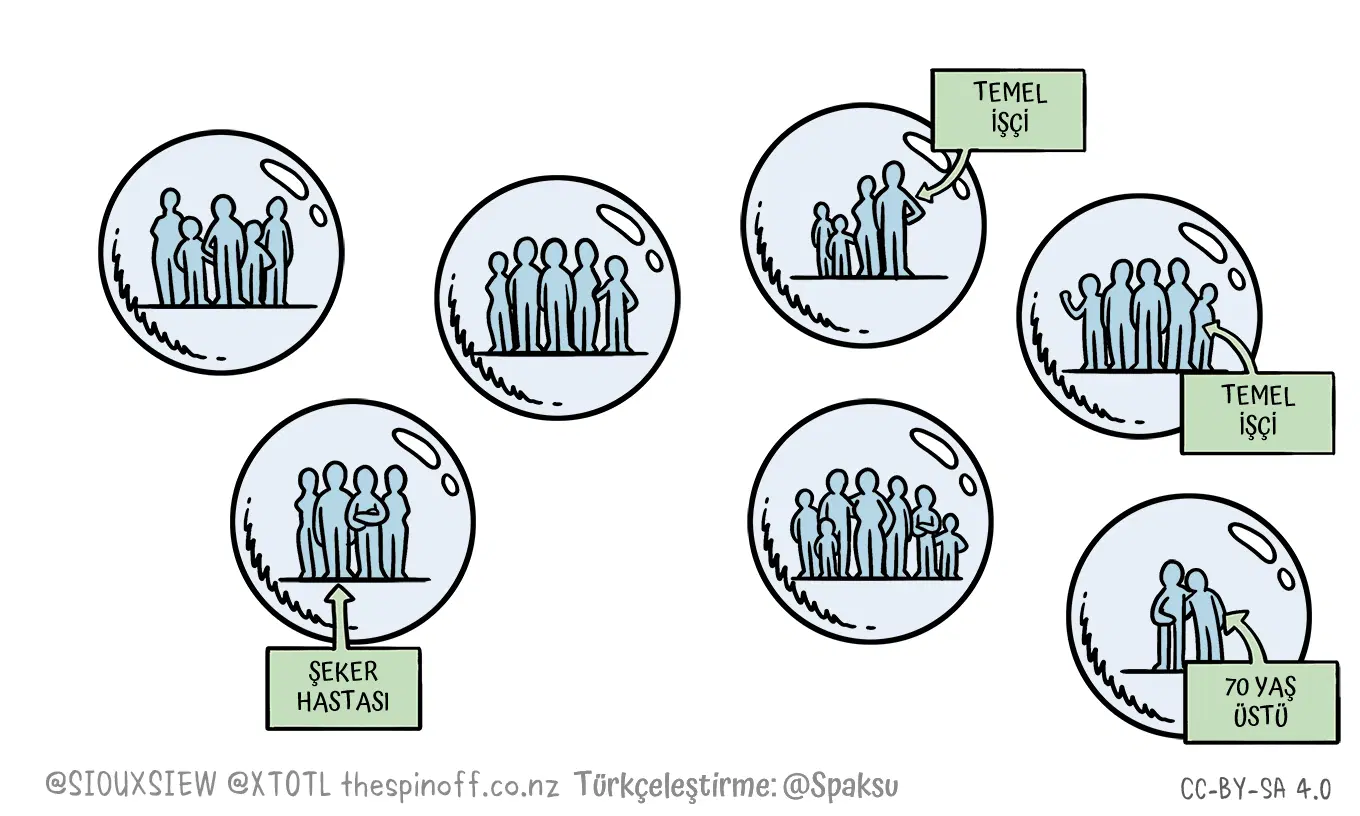 TEMEL
İŞÇİ
TEMEL
İŞÇİ
ŞEKER
HASTASI
70 YAŞ
ÜSTÜ
@SIOUXSIEW @XTOTL thespinoff.co.nz Türkçeleştirme: @Spaksu
CC-BY-SA 4.0